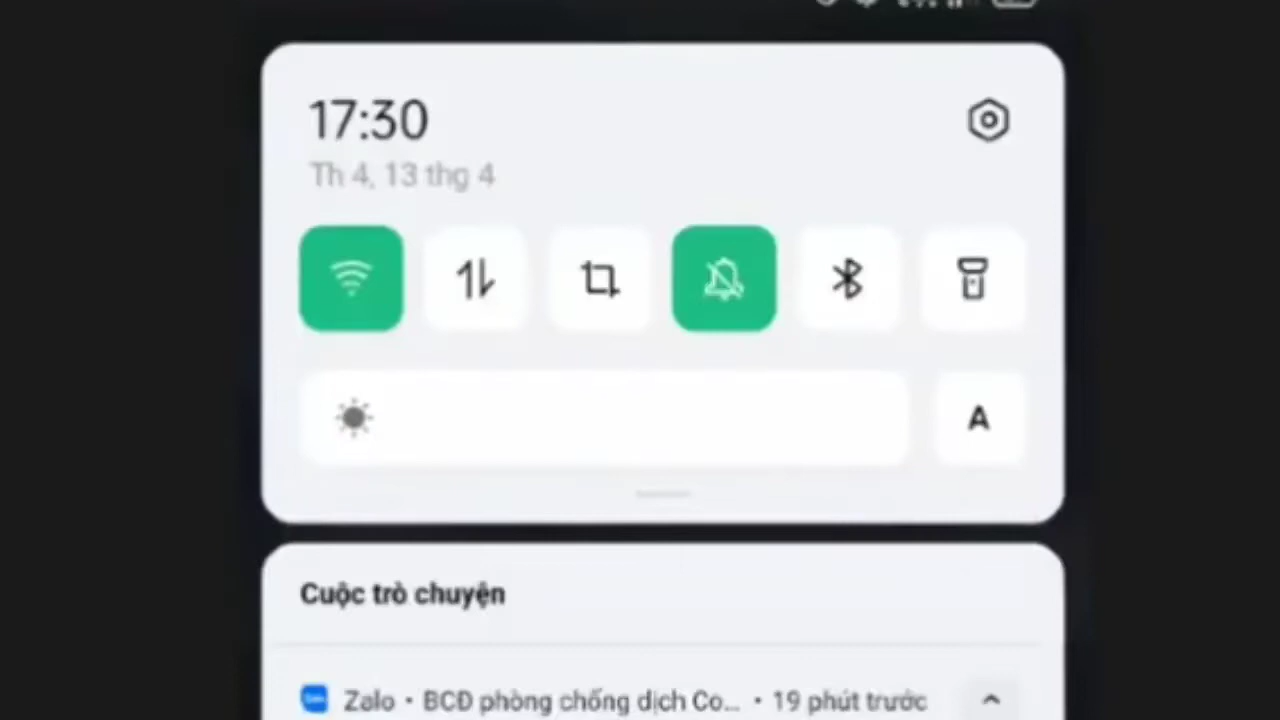 17:30
Th 4, 13 thg 4
A
Cuộc trò chuyện
Zalo • BCĐ phòng chống dịch Co... • 19 phút trước